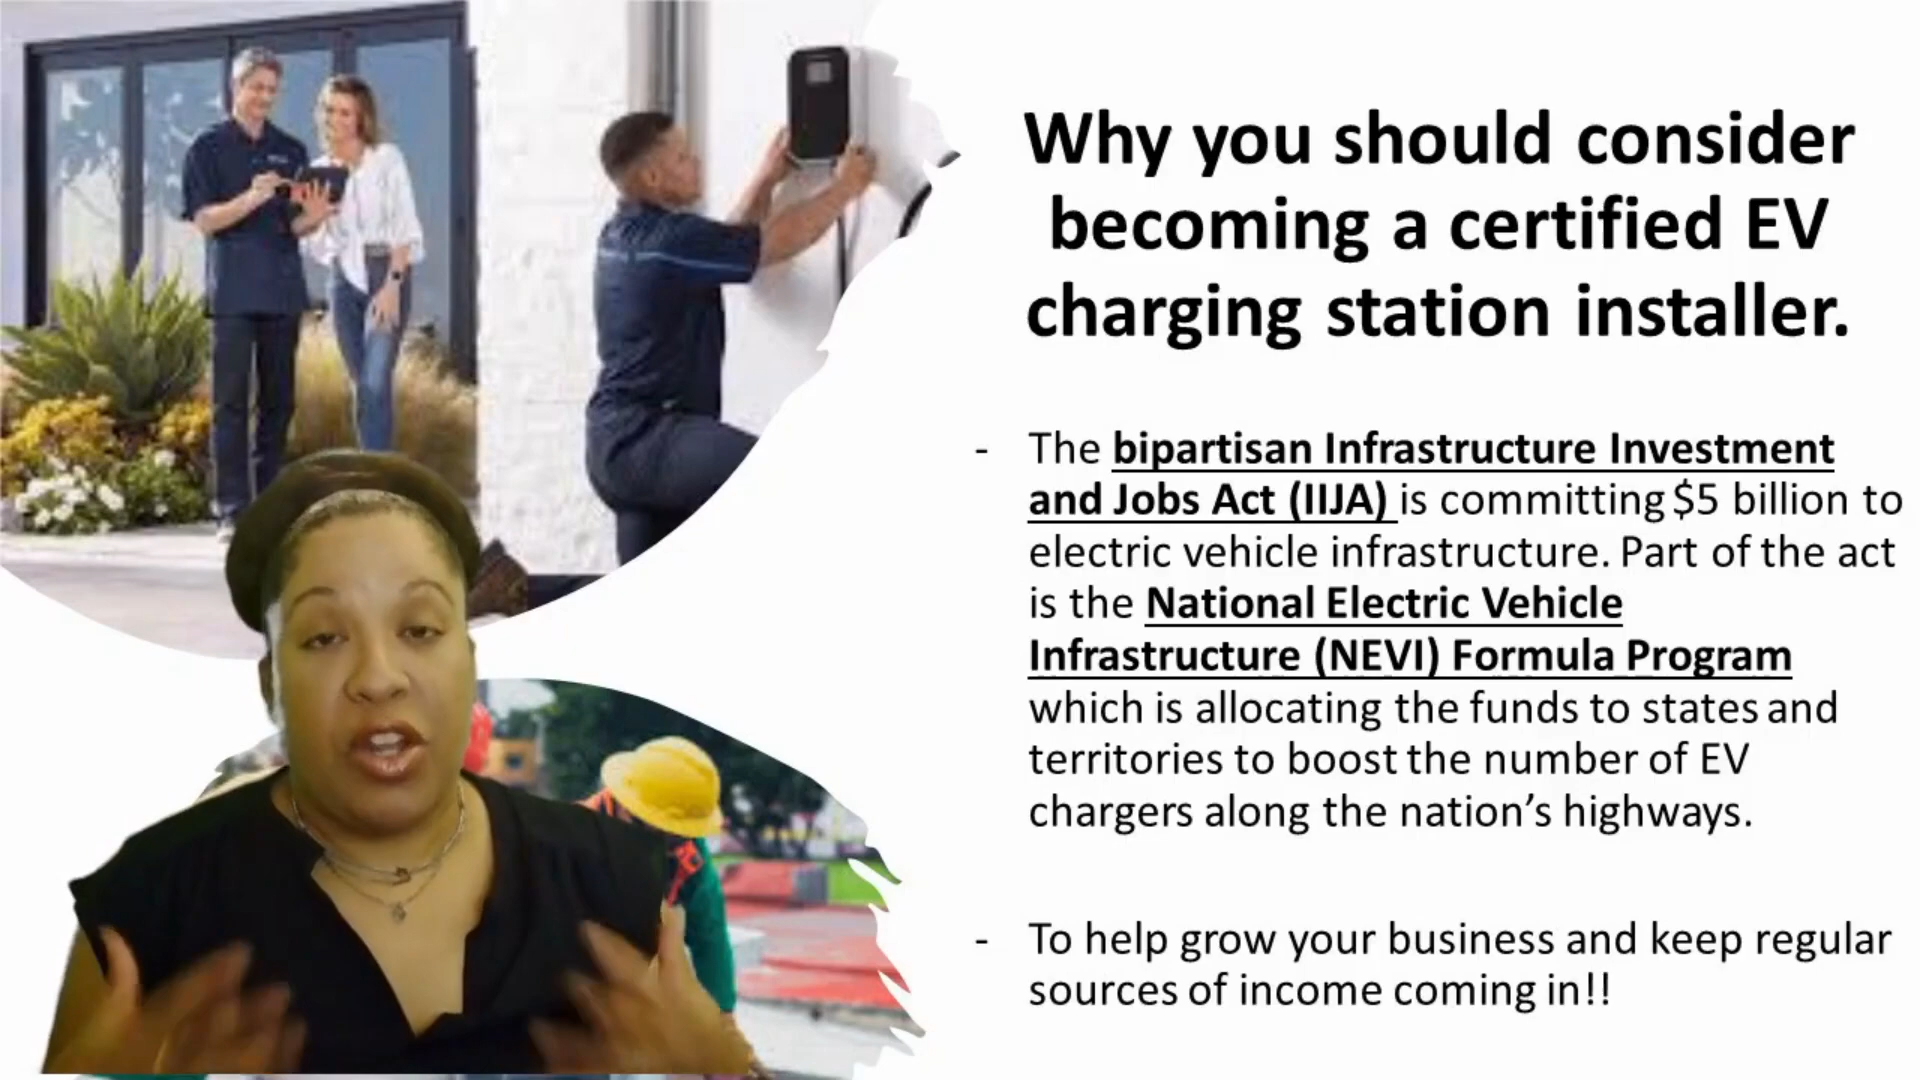 Why you should consider
becoming a certified EV
charging station installer.
- The bipartisan Infrastructure Investment
and Jobs Act (IIJA) is committing $5 billion to
electric vehicle infrastructure. Part of the act
is the National Electric Vehicle
Infrastructure (NEVI) Formula Program
which is allocating the funds to states and
territories to boost the number of EV
chargers along the nation’s highways.
- To help grow your business and keep regular
sources of income coming in!!